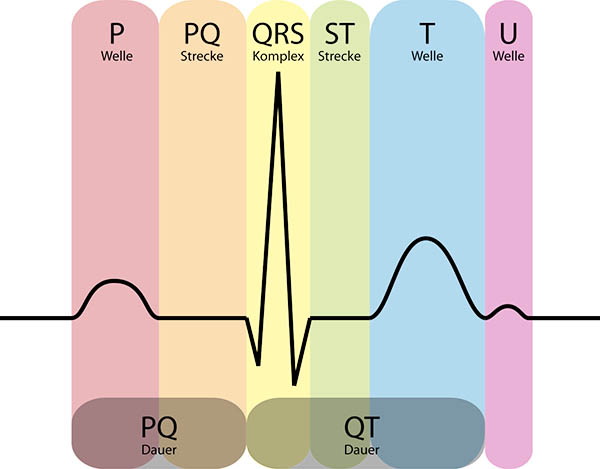 P
Welle
PQ
Strecke
QRS
Komplex
ST
Strecke
T
Welle
U
Welle
PQ
Dauer
QT
Dauer